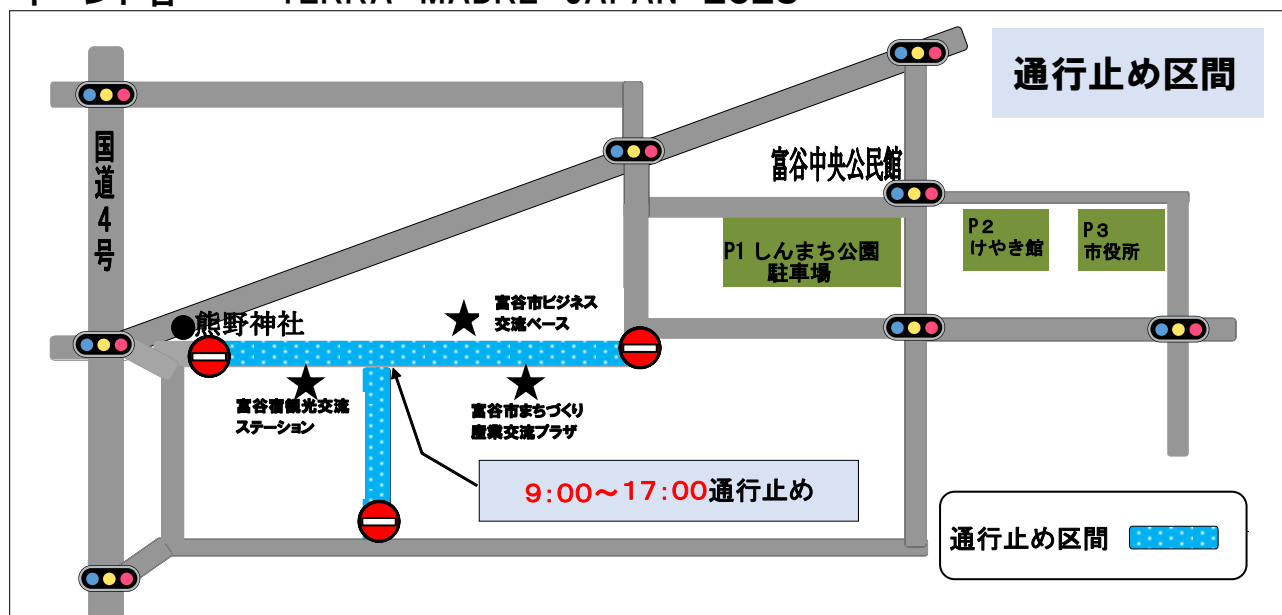 TERRA MADRE JAPAN 2025
通行止め区間
国道4号
富谷中央公民館
P1 しんまち公園
駐車場
P2
けやき館
P3
市役所
熊野神社
富谷市ビジネス
交流ベース
富谷宿観光交流
ステーション
富谷市まちづくり
産業交流プラザ
9:00～17:00通行止め
通行止め区間